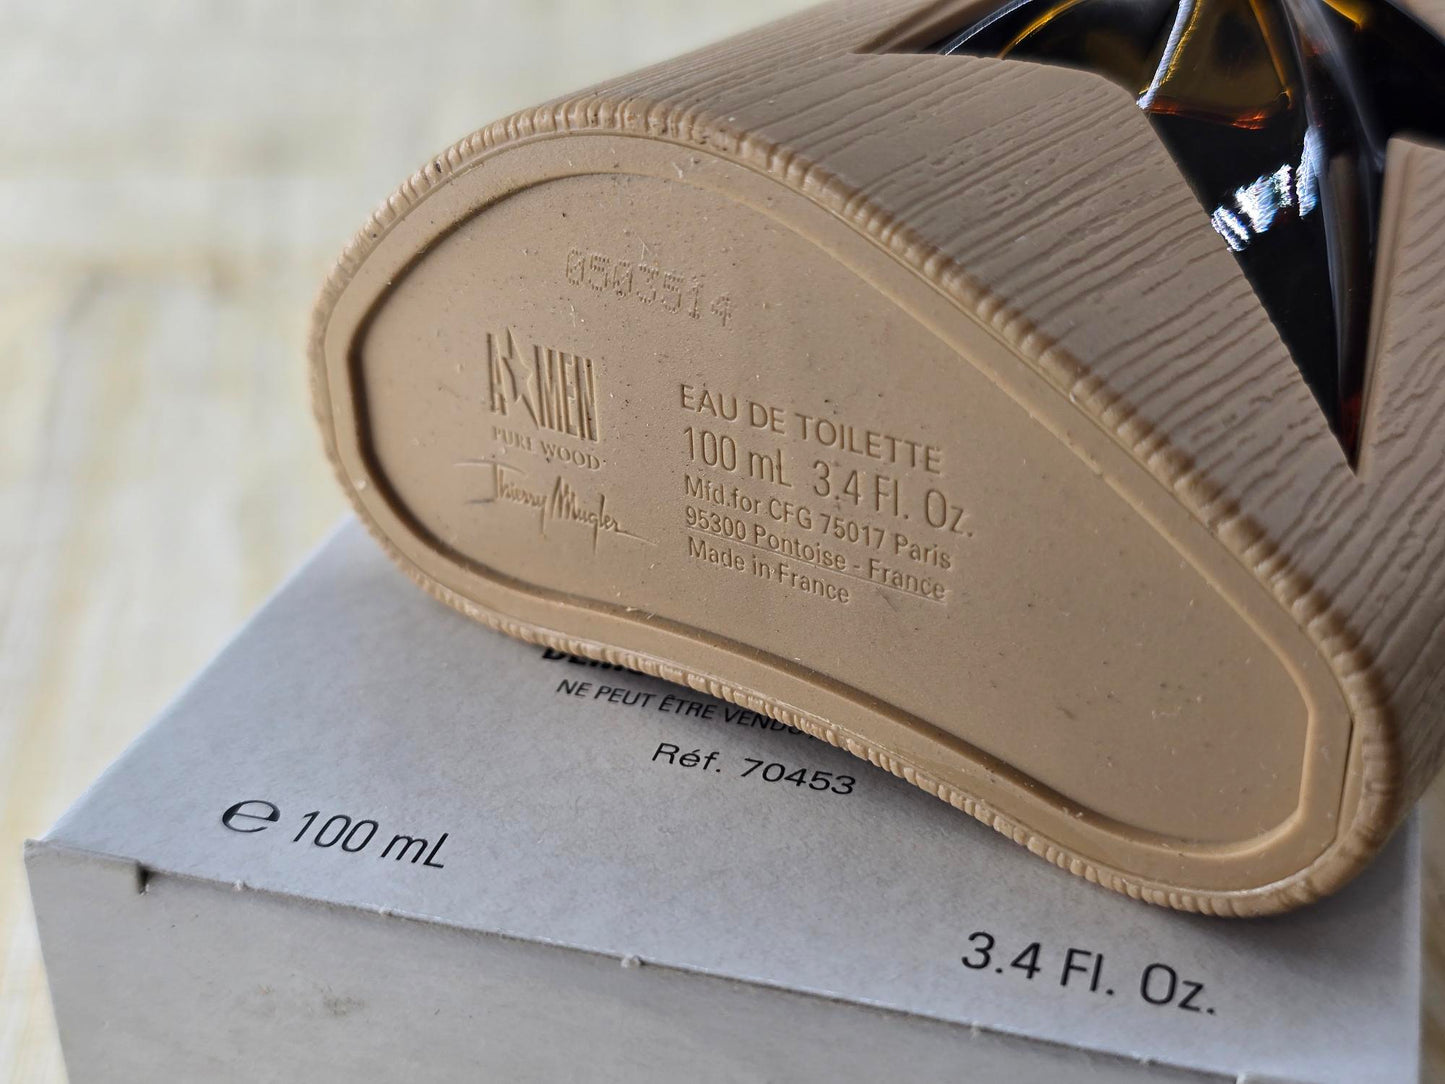 0503514
A★MEN
PURE WOOD
Thierry Mugler
EAU DE TOILETTE
100 mL 3.4 Fl. Oz.
Mfd.for CFG 75017 Paris
95300 Pontoise - France
Made in France
NE PEUT ÊTRE VENDU
Réf. 70453
e 100 mL
3.4 Fl. Oz.